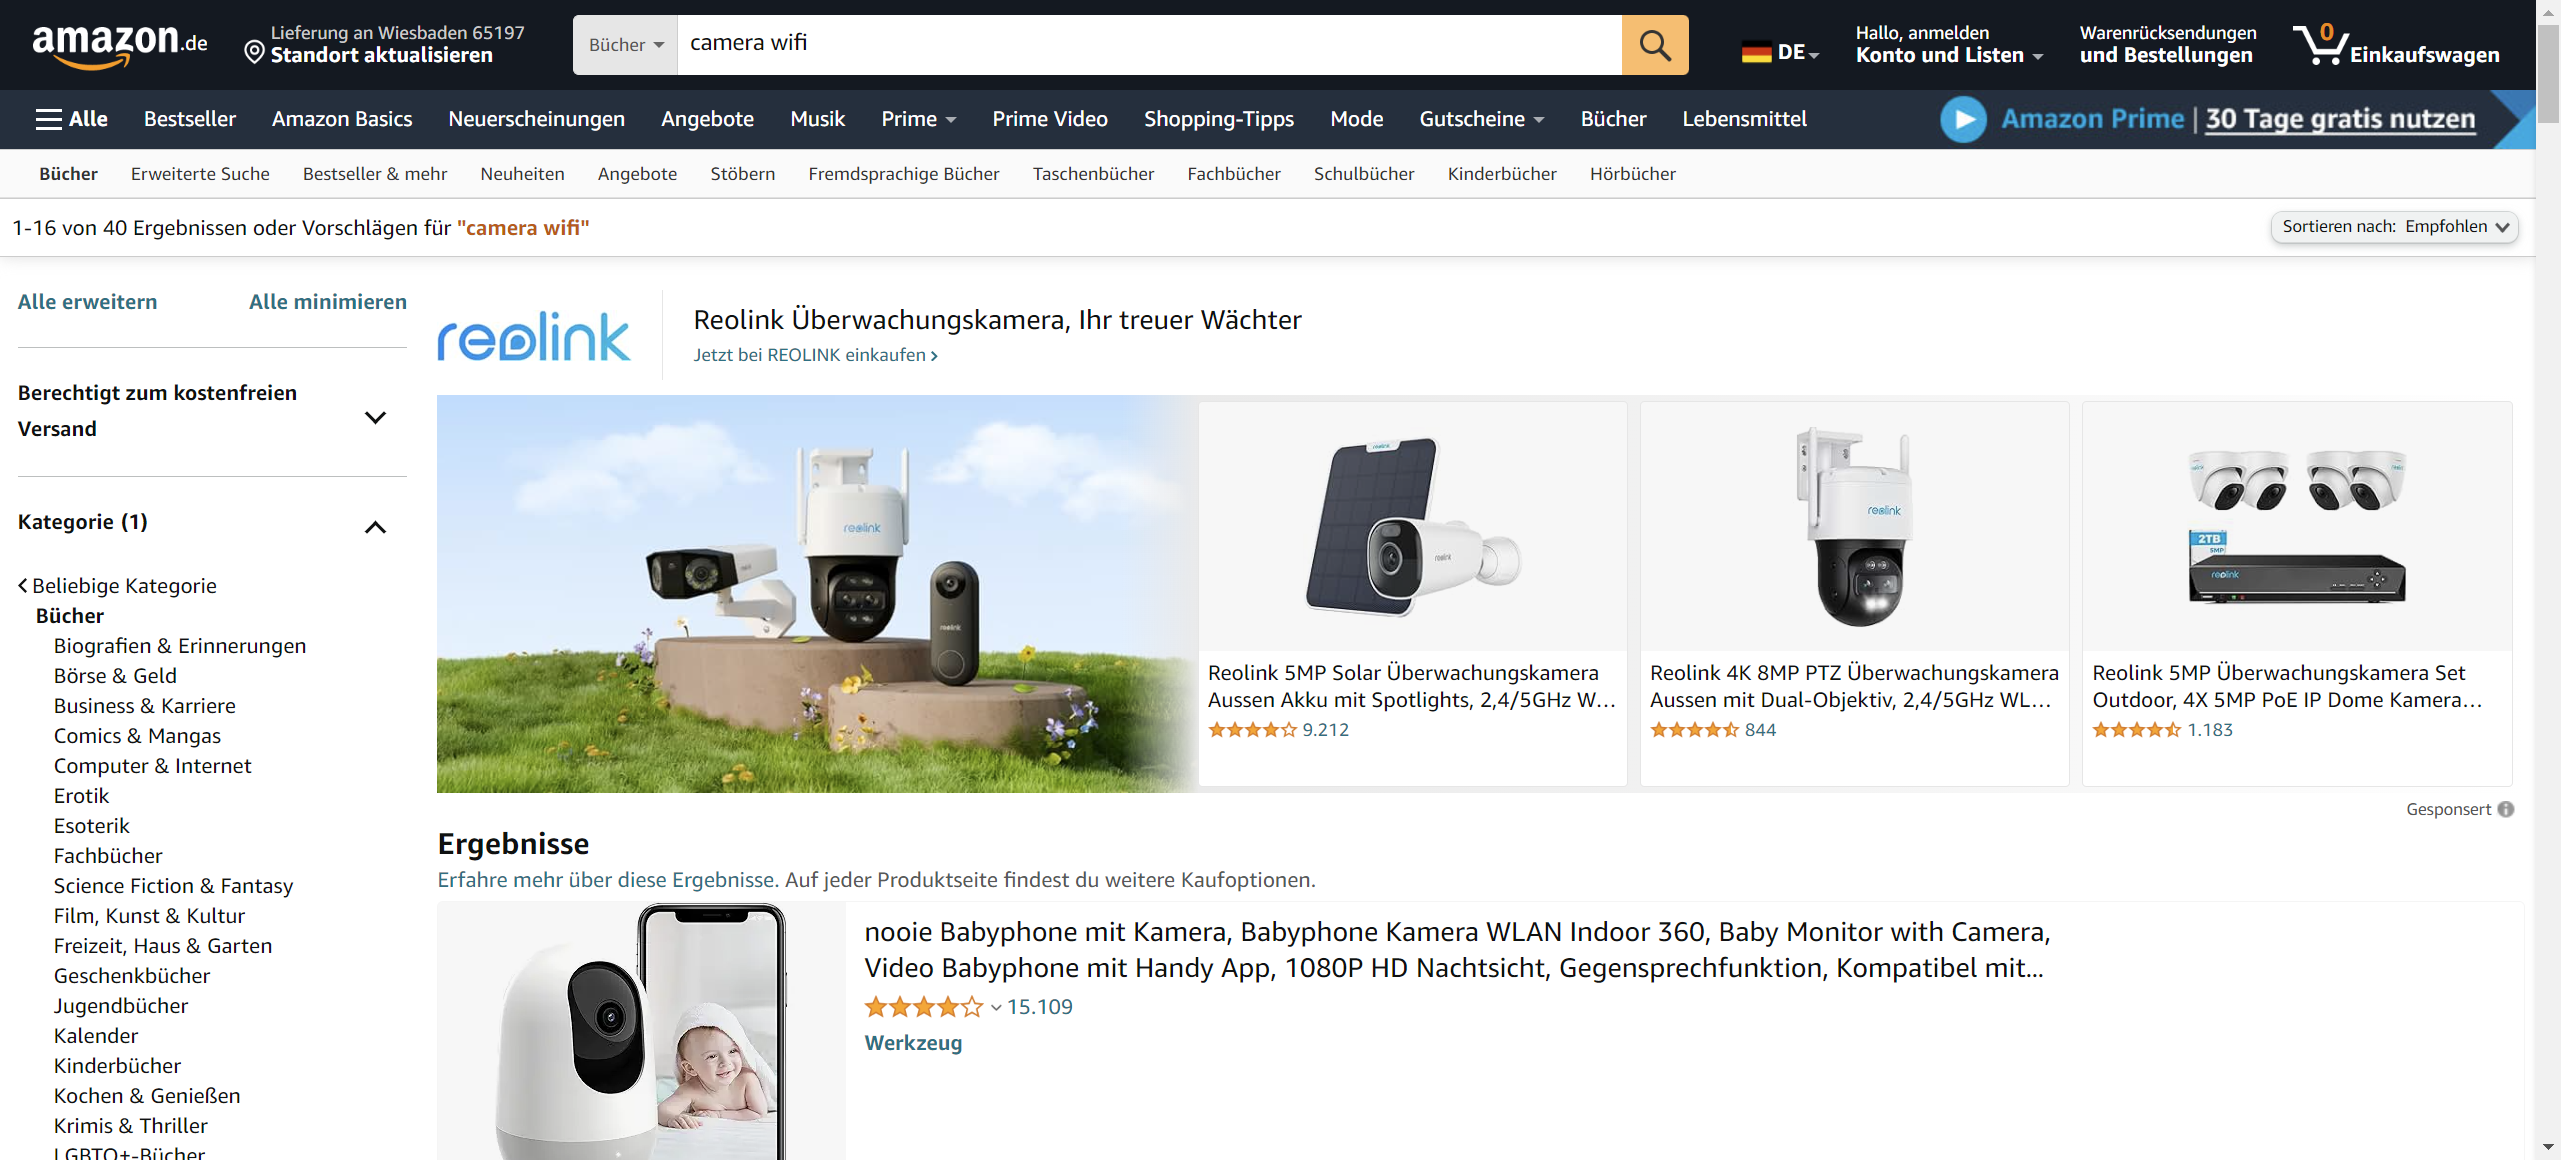 amazon.de
Lieferung an Wiesbaden 65197
Standort aktualisieren
Bücher
camera wifi
DE
Hallo, anmelden
Konto und Listen
Warenrücksendungen
und Bestellungen
0
Einkaufswagen
Alle
Bestseller
Amazon Basics
Neuerscheinungen
Angebote
Musik
Prime
Prime Video
Shopping-Tipps
Mode
Gutscheine
Bücher
Lebensmittel
Amazon Prime | 30 Tage gratis nutzen
Bücher
Erweiterte Suche
Bestseller & mehr
Neuheiten
Angebote
Stöbern
Fremdsprachige Bücher
Taschenbücher
Fachbücher
Schulbücher
Kinderbücher
Hörbücher
1-16 von 40 Ergebnissen oder Vorschlägen für "camera wifi"
Sortieren nach: Empfohlen
Alle erweitern
Alle minimieren
Berechtigt zum kostenfreien
Versand
Kategorie (1)
Beliebige Kategorie
Bücher
Biografien & Erinnerungen
Börse & Geld
Business & Karriere
Comics & Mangas
Computer & Internet
Erotik
Esoterik
Fachbücher
Science Fiction & Fantasy
Film, Kunst & Kultur
Freizeit, Haus & Garten
Geschenkbücher
Jugendbücher
Kalender
Kinderbücher
Kochen & Genießen
Krimis & Thriller
LGBTQ+-Bücher
reolink
Reolink Überwachungskamera, Ihr treuer Wächter
Jetzt bei REOLINK einkaufen
reolink
reolink
reolink
reolink
Reolink 5MP Solar Überwachungskamera
Aussen Akku mit Spotlights, 2,4/5GHz W…
9.212
reolink
Reolink 4K 8MP PTZ Überwachungskamera
Aussen mit Dual-Objektiv, 2,4/5GHz WL…
844
2TB
5MP
reolink
Reolink 5MP Überwachungskamera Set
Outdoor, 4X 5MP PoE IP Dome Kamera…
1.183
Gesponsert
Ergebnisse
Erfahre mehr über diese Ergebnisse. Auf jeder Produktseite findest du weitere Kaufoptionen.
nooie Babyphone mit Kamera, Babyphone Kamera WLAN Indoor 360, Baby Monitor with Camera,
Video Babyphone mit Handy App, 1080P HD Nachtsicht, Gegensprechfunktion, Kompatibel mit…
15.109
Werkzeug